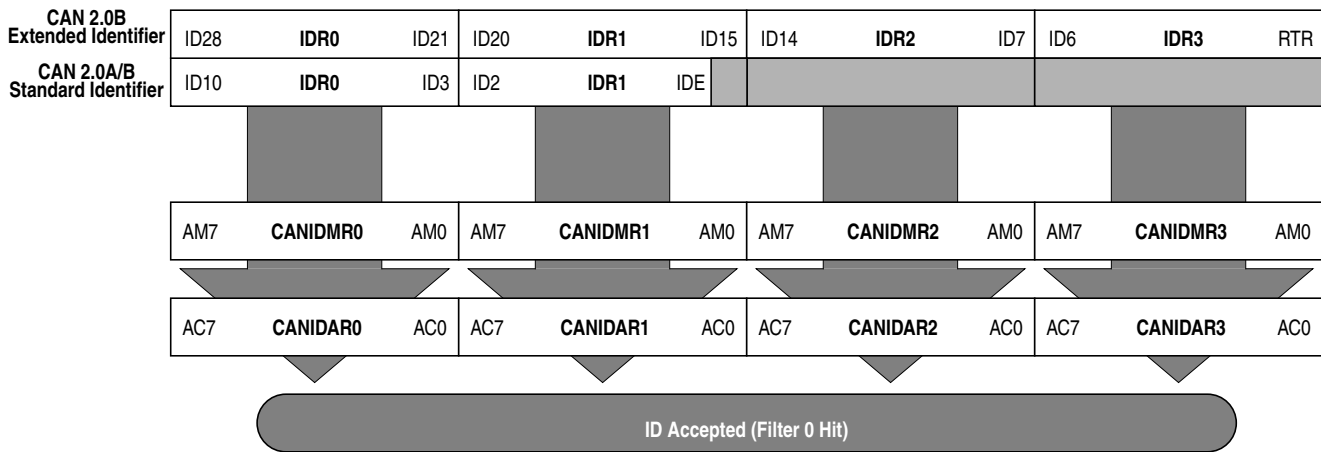 CAN 2.0B
Extended Identifier
ID28 IDR0 ID21 ID20 IDR1 ID15 ID14 IDR2 ID7 ID6 IDR3 RTR
CAN 2.0A/B
Standard Identifier
ID10 IDR0 ID3 ID2 IDR1 IDE
AM7 CANIDMR0 AM0 AM7 CANIDMR1 AM0 AM7 CANIDMR2 AM0 AM7 CANIDMR3 AM0
AC7 CANIDAR0 AC0 AC7 CANIDAR1 AC0 AC7 CANIDAR2 AC0 AC7 CANIDAR3 AC0
ID Accepted (Filter 0 Hit)